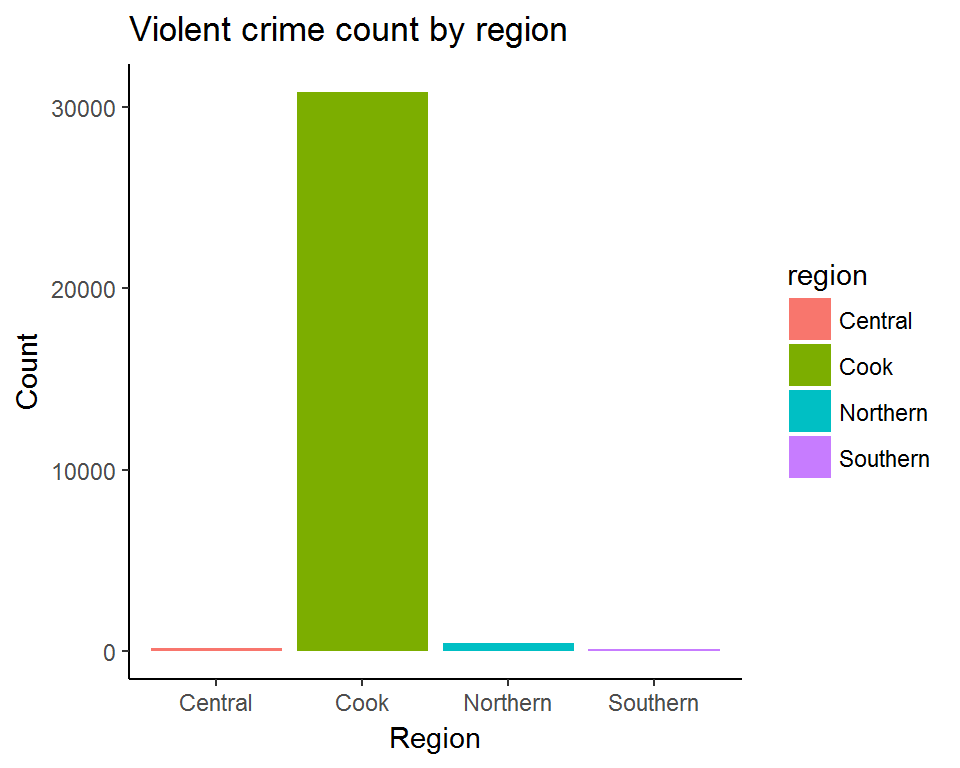 Violent crime count by region
Count
30000
20000
10000
0
Central Cook Northern Southern
Region
region
Central
Cook
Northern
Southern